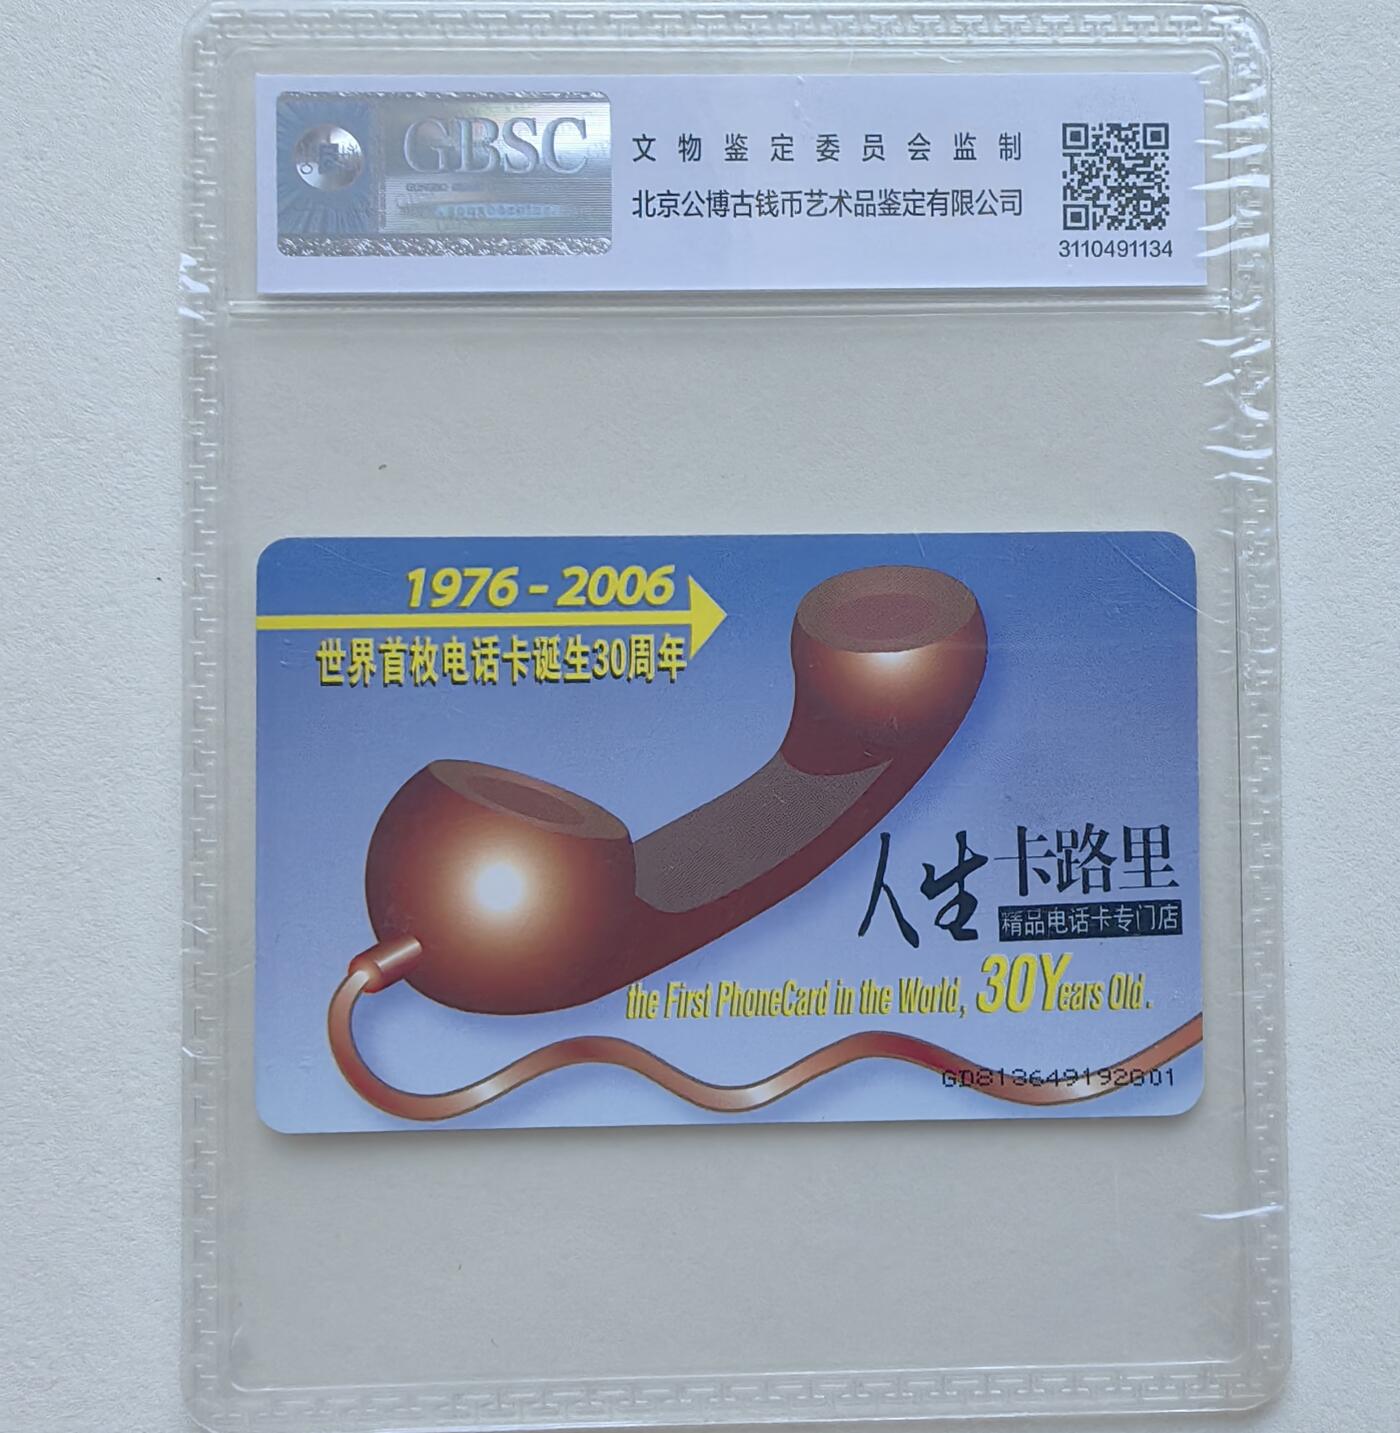 GBSC
文物鉴定委员会监制
北京公博古钱币艺术品鉴定有限公司
3110491134
1976-2006
世界首枚电话卡诞生30周年
人生卡路里
精品电话卡专门店
the First PhoneCard in the World, 30Years Old.
GD813649192001